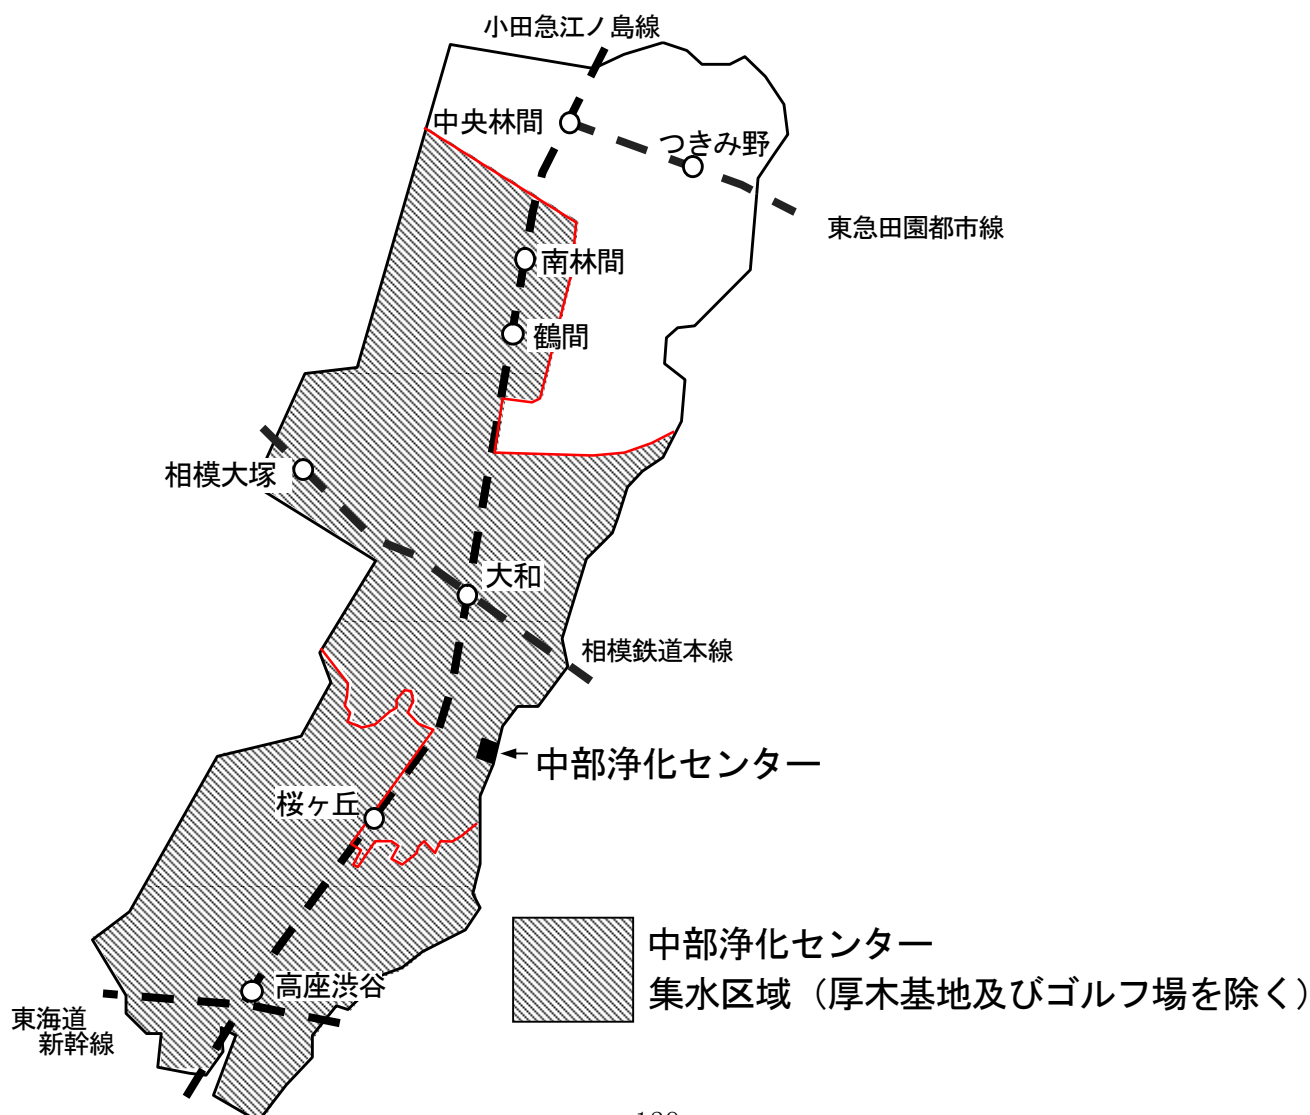 小田急江ノ島線
中央林間
つきみ野
東急田園都市線
南林間
鶴間
相模大塚
大和
相模鉄道本線
中部浄化センター
桜ヶ丘
中部浄化センター
集水区域（厚木基地及びゴルフ場を除く）
高座渋谷
東海道
新幹線